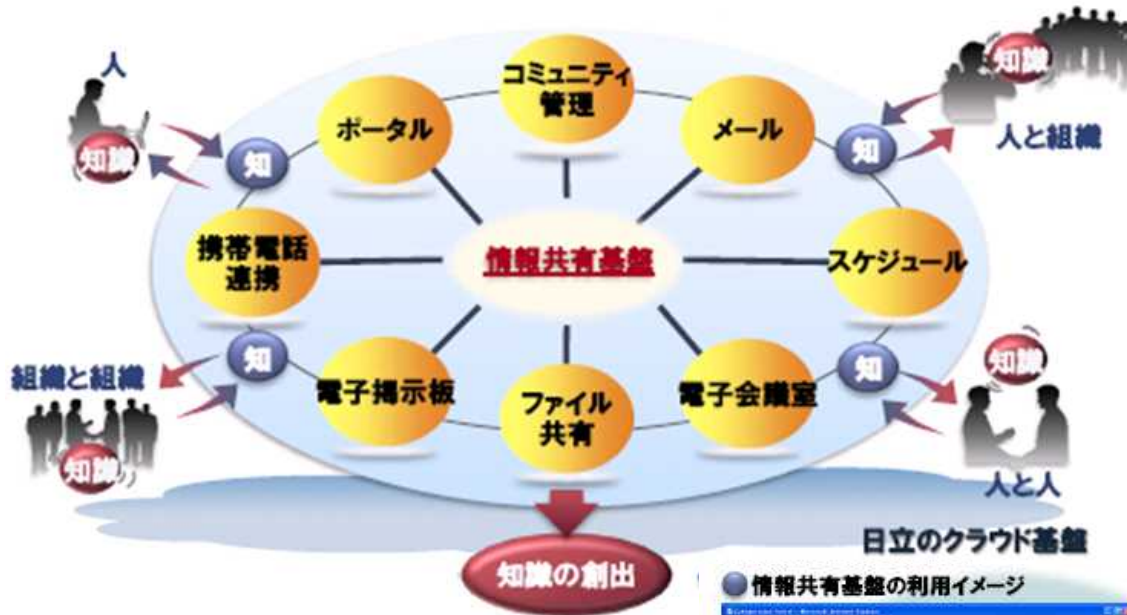 コミュニティ
管理
ポータル
メール
人
知識
知
知
知識
人と組織
携帯電話
連携
情報共有基盤
スケジュール
知
知
知識
組織と組織
知識
電子掲示板
ファイル
共有
電子会議室
人と人
日立のクラウド基盤
知識の創出
情報共有基盤の利用イメージ